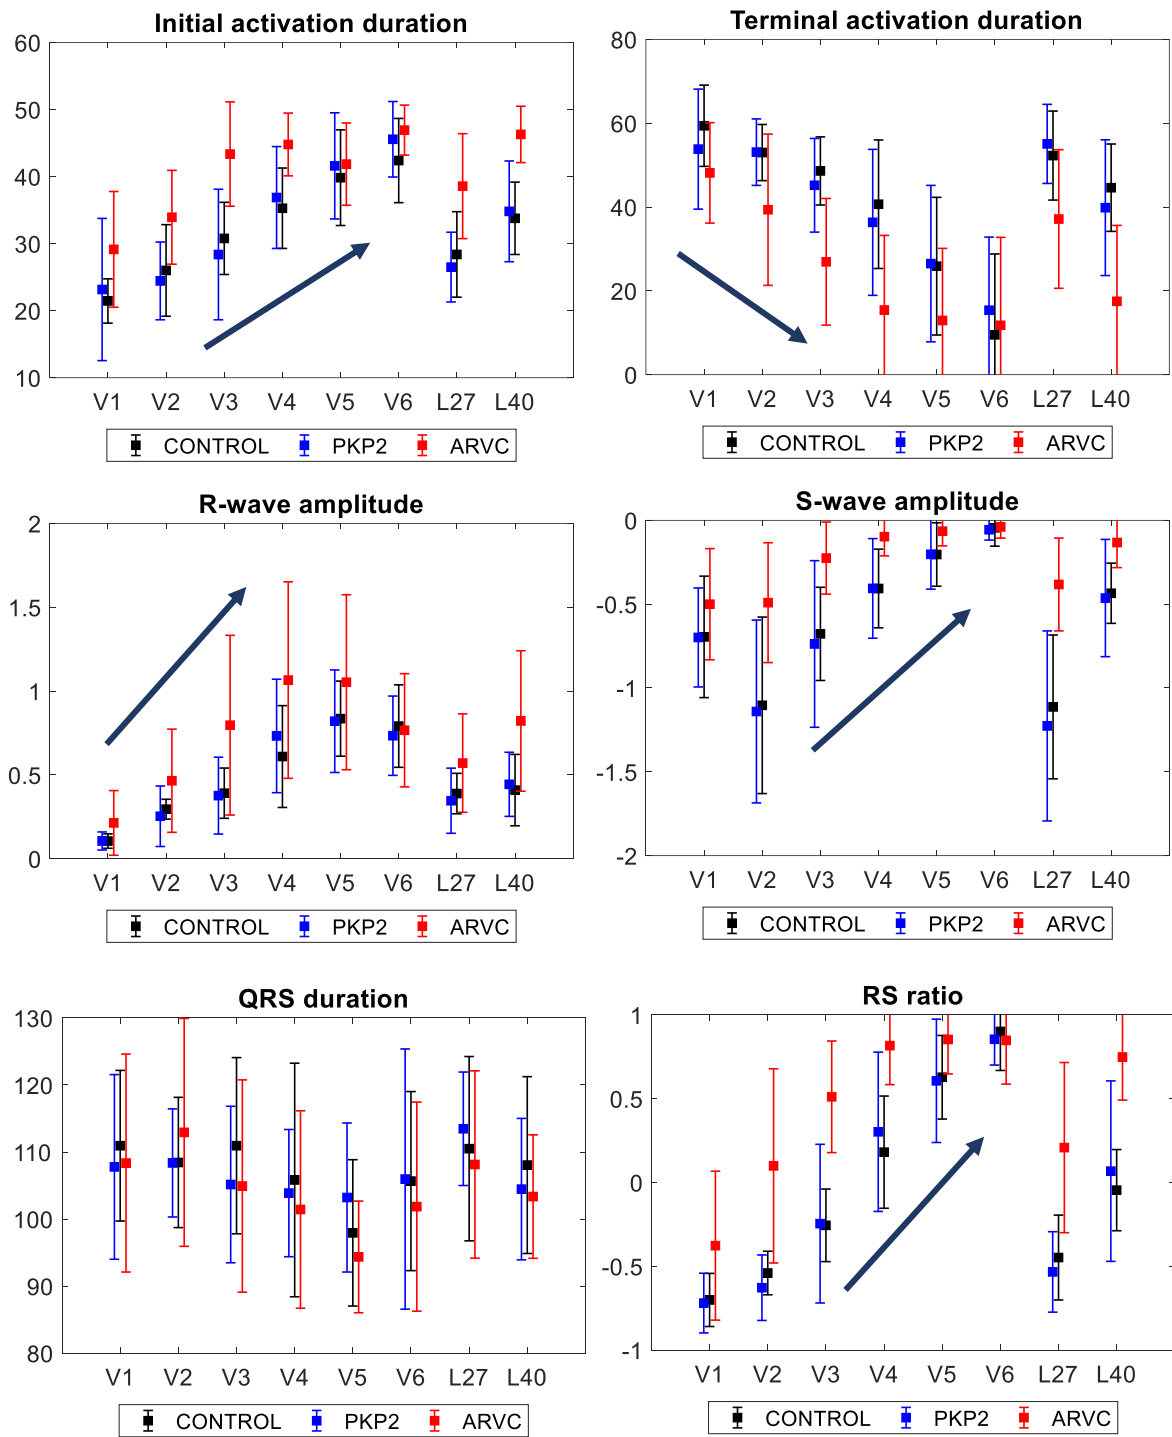 Initial activation duration
60
50
40
30
20
10
V1 V2 V3 V4 V5 V6 L27 L40
CONTROL PKP2 ARVC
Terminal activation duration
80
60
40
20
0
V1 V2 V3 V4 V5 V6 L27 L40
CONTROL PKP2 ARVC
R-wave amplitude
2
1.5
1
0.5
0
V1 V2 V3 V4 V5 V6 L27 L40
CONTROL PKP2 ARVC
S-wave amplitude
0
-0.5
-1
-1.5
-2
V1 V2 V3 V4 V5 V6 L27 L40
CONTROL PKP2 ARVC
QRS duration
130
120
110
100
90
80
V1 V2 V3 V4 V5 V6 L27 L40
CONTROL PKP2 ARVC
RS ratio
1
0.5
0
-0.5
-1
V1 V2 V3 V4 V5 V6 L27 L40
CONTROL PKP2 ARVC